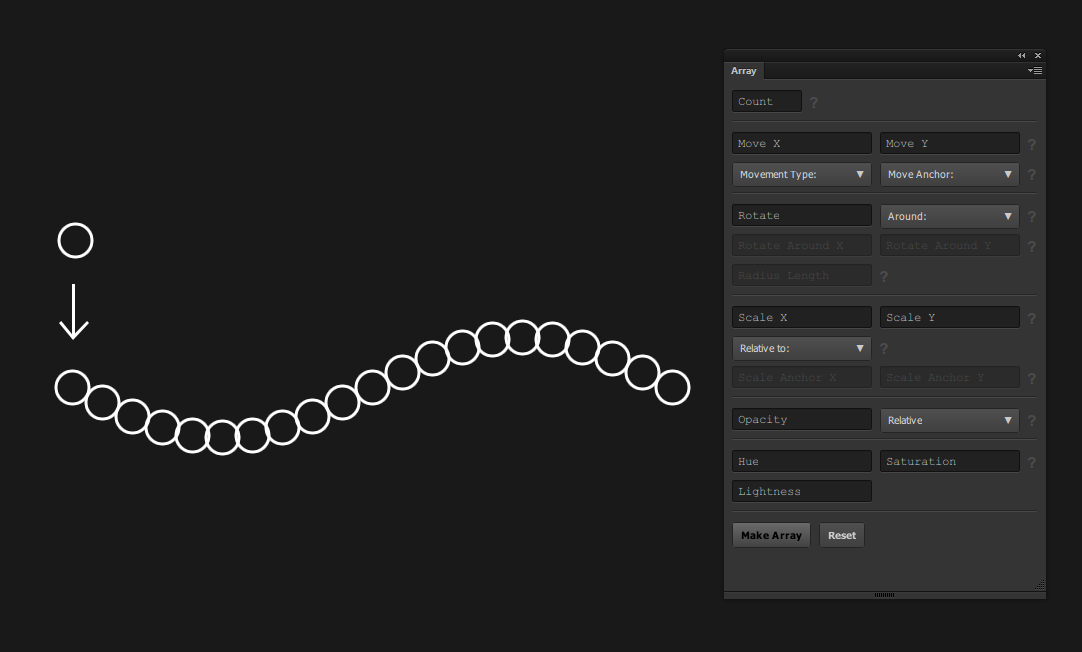 Array
Count ?
Move X Move Y ?
Movement Type: Move Anchor: ?
Rotate Around: ?
Rotate Around X Rotate Around Y ?
Radius Length ?
Scale X Scale Y ?
Relative to: ?
Scale Anchor X Scale Anchor Y ?
Opacity Relative ?
Hue Saturation ?
Lightness
Make Array Reset